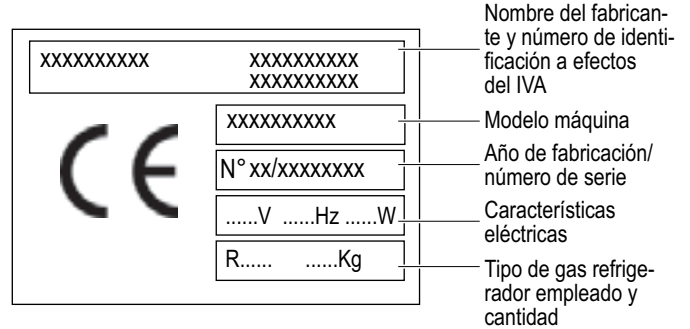 xxxxxxxxxx xxxxxxxxxx
xxxxxxxxxx
CE
xxxxxxxxxx
N° xx/xxxxxxxx
......V ......Hz ......W
R...... ......Kg
Nombre del fabrican-
te y número de identi-
ficación a efectos
del IVA
Modelo máquina
Año de fabricación/
número de serie
Características
eléctricas
Tipo de gas refrige-
rador empleado y
cantidad